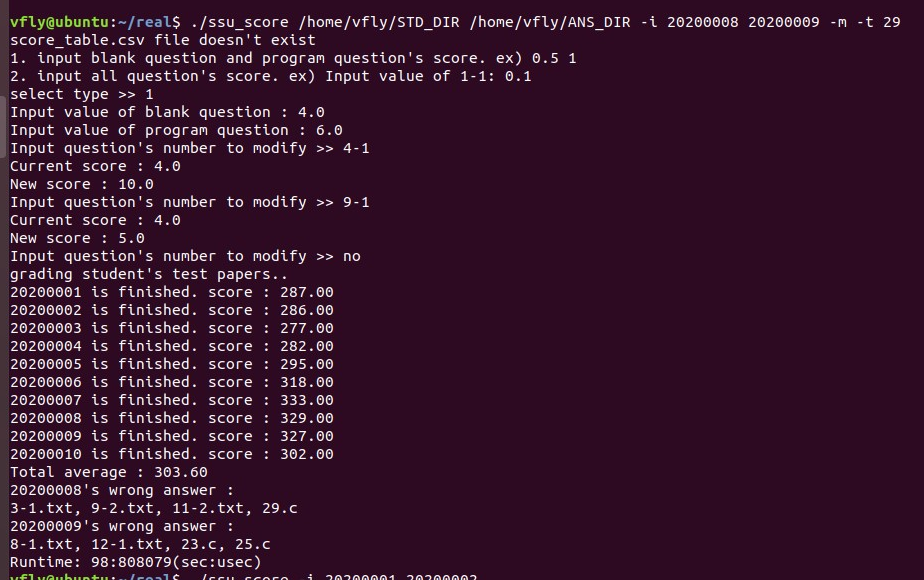 vfly@ubuntu:~/real$ ./ssu_score /home/vfly/STD_DIR /home/vfly/ANS_DIR -i 20200008 20200009 -m -t 29
score_table.csv file doesn't exist
1. input blank question and program question's score. ex) 0.5 1
2. input all question's score. ex) Input value of 1-1: 0.1
select type >> 1
Input value of blank question : 4.0
Input value of program question : 6.0
Input question's number to modify >> 4-1
Current score : 4.0
New score : 10.0
Input question's number to modify >> 9-1
Current score : 4.0
New score : 5.0
Input question's number to modify >> no
grading student's test papers..
20200001 is finished. score : 287.00
20200002 is finished. score : 286.00
20200003 is finished. score : 277.00
20200004 is finished. score : 282.00
20200005 is finished. score : 295.00
20200006 is finished. score : 318.00
20200007 is finished. score : 333.00
20200008 is finished. score : 329.00
20200009 is finished. score : 327.00
20200010 is finished. score : 302.00
Total average : 303.60
20200008's wrong answer :
3-1.txt, 9-2.txt, 11-2.txt, 29.c
20200009's wrong answer :
8-1.txt, 12-1.txt, 23.c, 25.c
Runtime: 98:808079(sec:usec)
vfly@ubuntu:~/real$ ./ssu_score -i 20200001 20200002